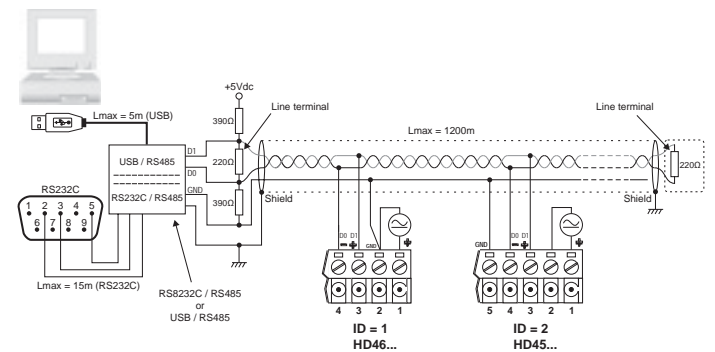 +5Vdc
Line terminal
Line terminal
Lmax = 5m (USB)
390Ω
Lmax = 1200m
D1
USB / RS485
220Ω
220Ω
D0
RS232C
GND
RS232C / RS485
390Ω
Shield
Shield
1 2 3 4 5
6 7 8 9
D0 D1
GND
GND
D0 D1
Lmax = 15m (RS232C)
RS8232C / RS485
or
USB / RS485
4 3 2 1
5 4 3 2 1
ID = 1
HD46...
ID = 2
HD45...